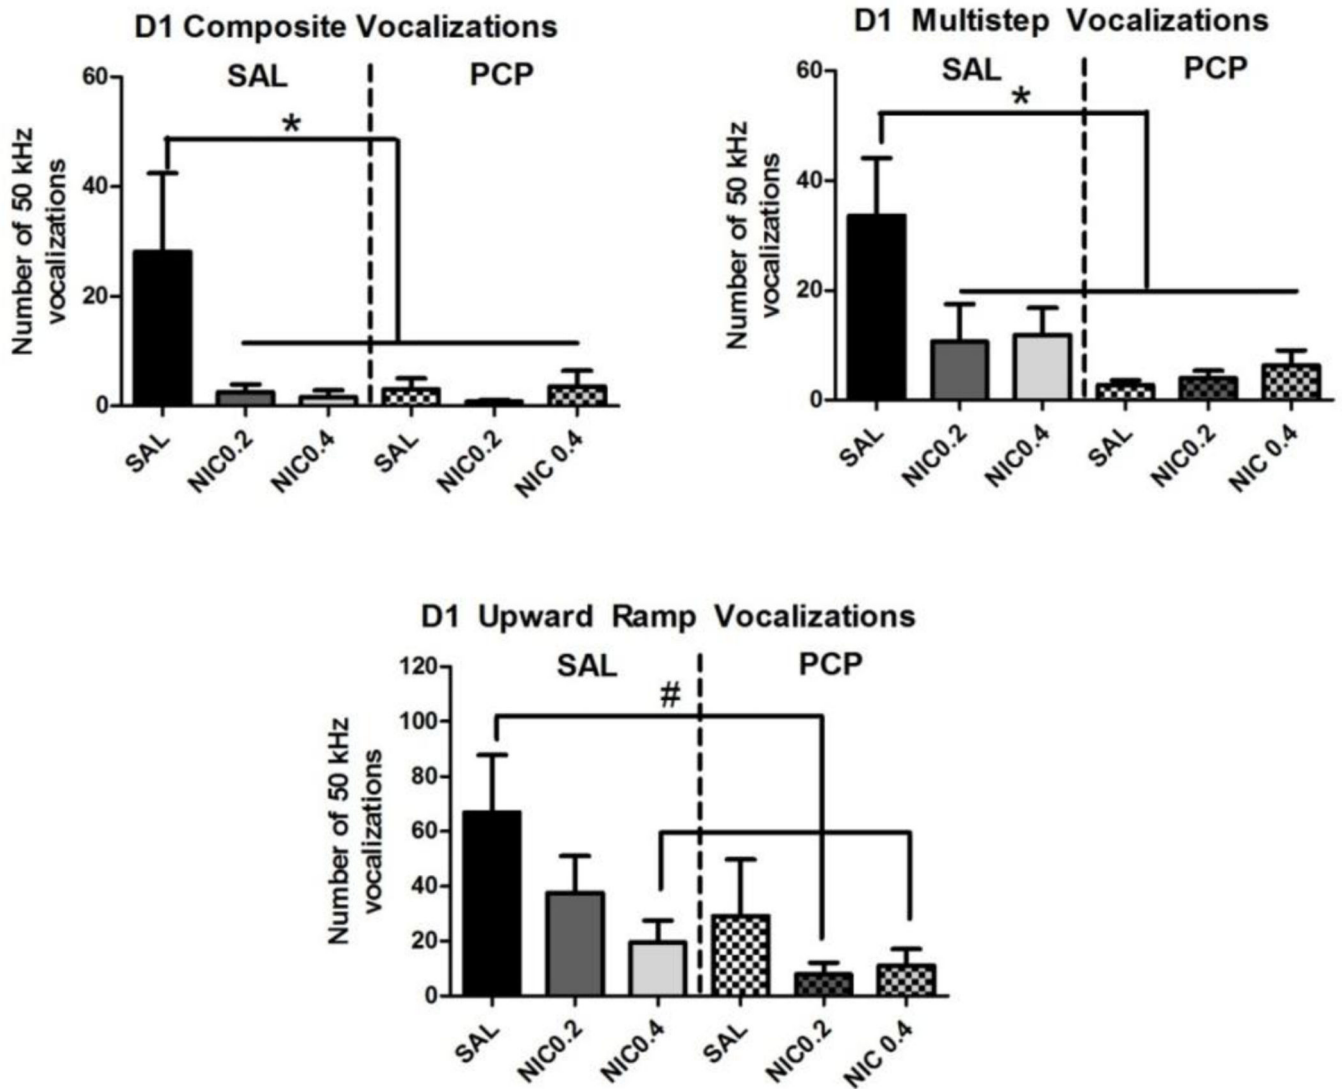 D1 Composite Vocalizations
SAL
PCP
*
Number of 50 kHz
vocalizations
60
40
20
0
SAL
NIC0.2
NIC0.4
SAL
NIC0.2
NIC 0.4
D1 Multistep Vocalizations
SAL
PCP
*
Number of 50 kHz
vocalizations
60
40
20
0
SAL
NIC0.2
NIC0.4
SAL
NIC0.2
NIC 0.4
D1 Upward Ramp Vocalizations
SAL
PCP
#
Number of 50 kHz
vocalizations
120
100
80
60
40
20
0
SAL
NIC0.2
NIC0.4
SAL
NIC0.2
NIC 0.4